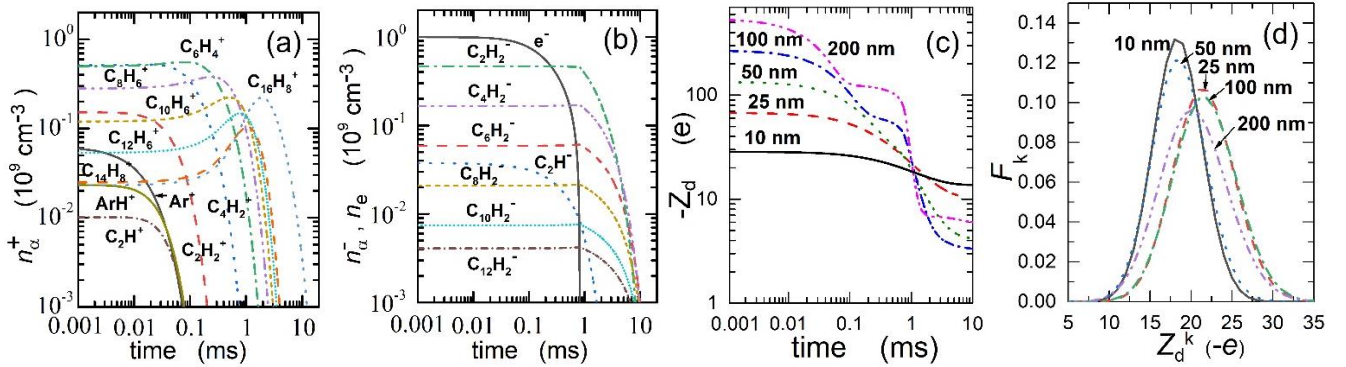 (a)
C6H4+
C8H6+
C16H8+
C10H6+
C12H6+
C14H8+
Ar+
ArH+
C4H2+
C2H+
C2H2+
nα+ (10^9 cm-3)
10^0
10^-1
10^-2
10^-3
0.001 0.01 0.1 1 10
time (ms)
(b)
e-
C2H2-
C4H2-
C6H2-
C2H-
C8H2-
C10H2-
C12H2-
nα-, ne (10^9 cm-3)
10^0
10^-1
10^-2
10^-3
0.001 0.01 0.1 1 10
time (ms)
(c)
100 nm
200 nm
50 nm
25 nm
10 nm
-Zd (e)
100
10
1
0.001 0.01 0.1 1 10
time (ms)
(d)
10 nm
50 nm
25 nm
100 nm
200 nm
Fk
0.14
0.12
0.10
0.08
0.06
0.04
0.02
0.00
5 10 15 20 25 30 35
Zdk (-e)